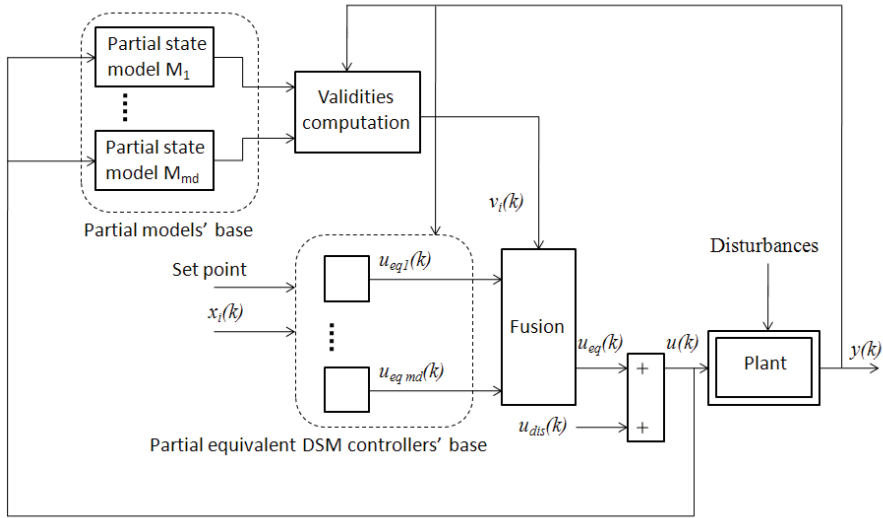 Partial state
model M1
Partial state
model Mmd
Partial models' base
Validities
computation
vi(k)
Set point
xi(k)
ueq1(k)
ueq md(k)
Partial equivalent DSM controllers' base
Fusion
ueq(k)
udis(k)
+
+
u(k)
Disturbances
Plant
y(k)